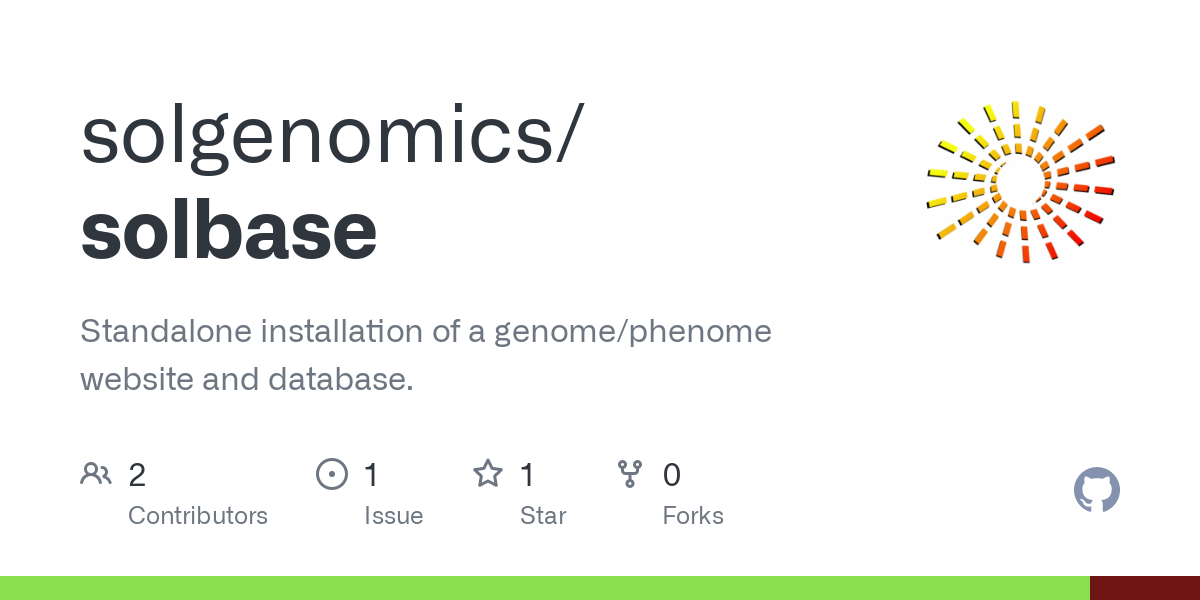 solgenomics/
solbase
Standalone installation of a genome/phenome
website and database.
2 1 1 0
Contributors Issue Star Forks